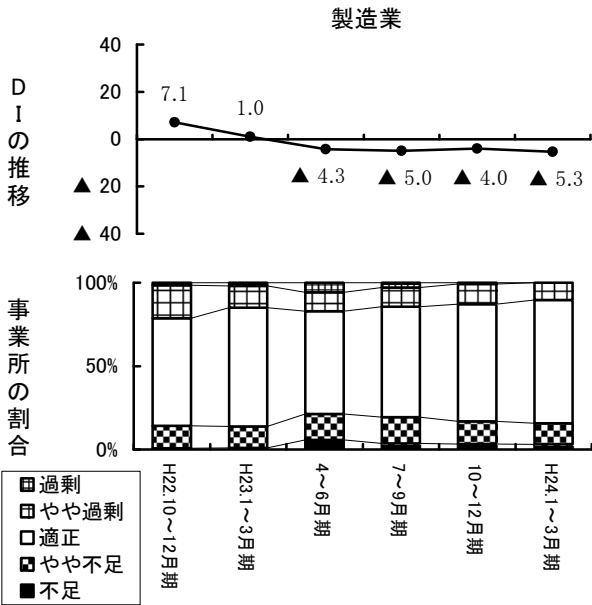 製造業
DIの推移
40
20
0
▲ 20
▲ 40
7.1
1.0
▲ 4.3
▲ 5.0
▲ 4.0
▲ 5.3
事業所の割合
100%
50%
0%
H22.10～12月期
H23.1～3月期
4～6月期
7～9月期
10～12月期
H24.1～3月期
過剰
やや過剰
適正
やや不足
不足